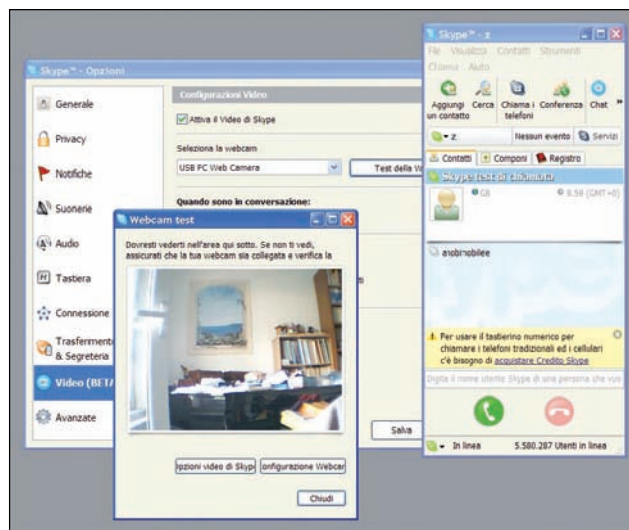 Skype™ - Opzioni
Generale
Privacy
Notifiche
Suonerie
Audio
Tastiera
Connessione
Trasferimento
& Segreteria
Video (BETA
Avanzate
Configurazioni Video
Attiva il Video di Skype
Seleziona la webcam
USB PC Web Camera
Test della W
Quando sono in conversazione:
Salva
Webcam test
Dovresti vederti nell'area qui sotto. Se non ti vedi,
assicurati che la tua webcam sia collegata e verifica la
opzioni video di Skyp
onfigurazione Webcar
Chiudi
Skype™ - z
File Visualizza Contatti Strumenti
Chiama Aiuto
Aggiungi un contatto
Cerca
Chiama i telefoni
Conferenza
Chat
z
Nessun evento
Servizi
Contatti
Componi
Registro
Skype test di chiamata
GB
8.58 (GMT+0)
Per usare il tastierino numerico per
chiamare i telefoni tradizionali ed i cellulari
c'è bisogno di acquistare Credito Skype
Digita il nome utente Skype di una persona che vuo
In linea
5.580.287 Utenti in linea